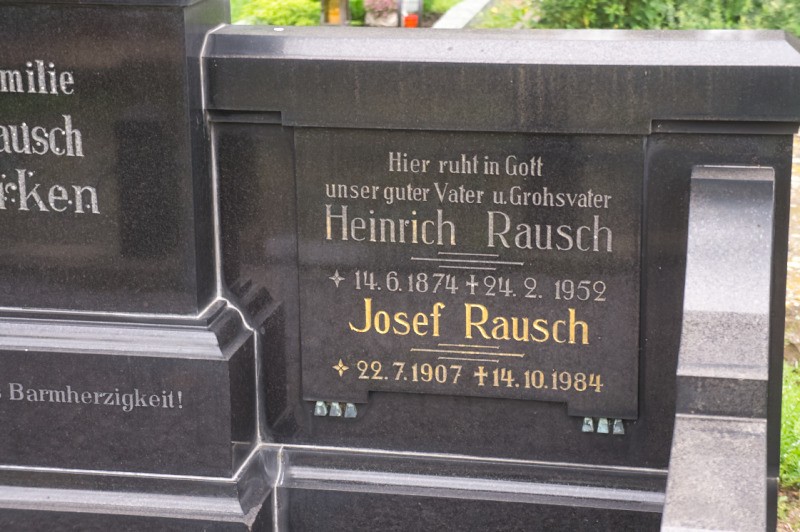 milie
ausch
rken
Barmherzigkeit!
Hier ruht in Gott
unser guter Vater u. Grohsvater
Heinrich Rausch
✦ 14. 6. 1874 ✝ 24. 2. 1952
Josef Rausch
✦ 22. 7. 1907 ✝ 14. 10. 1984